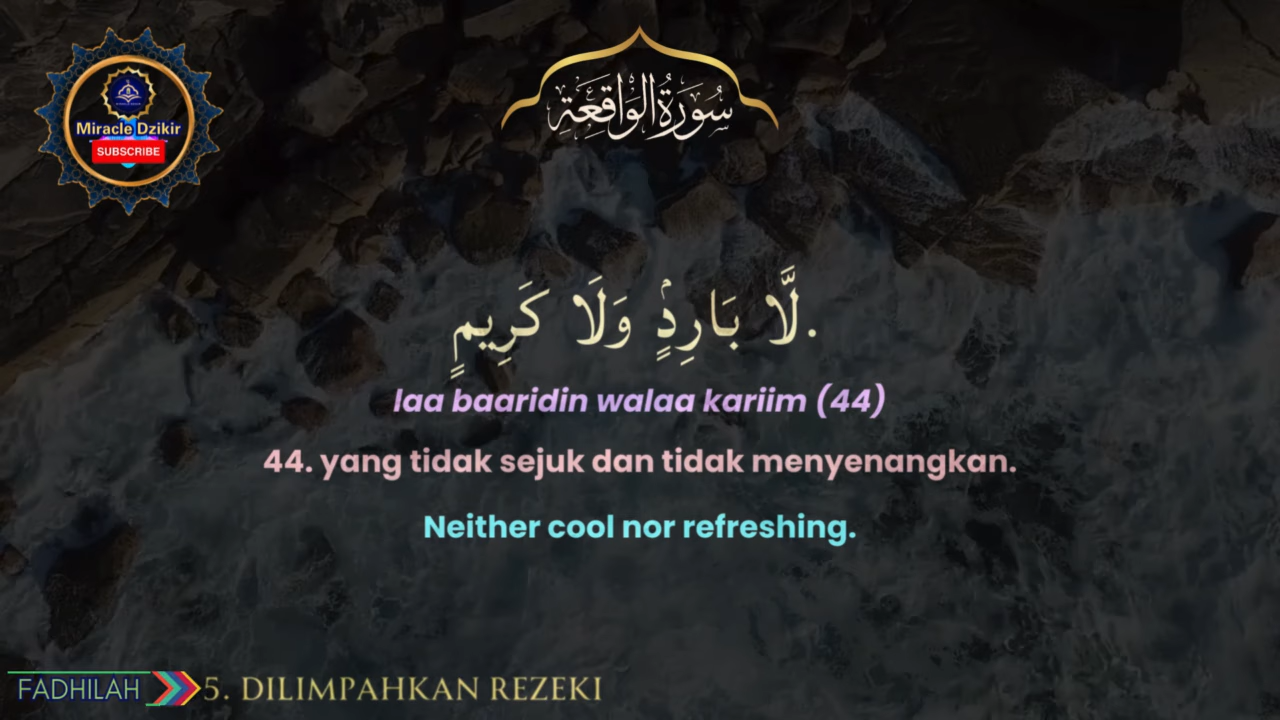 Miracle Dzikir
SUBSCRIBE
سُورَةُ الْوَاقِعَةِ
لَّا بَارِدٍۢ وَلَا كَرِيمٍ.
laa baaridin walaa kariim (44)
44. yang tidak sejuk dan tidak menyenangkan.
Neither cool nor refreshing.
FADHILAH 5. DILIMPAHKAN REZEKI